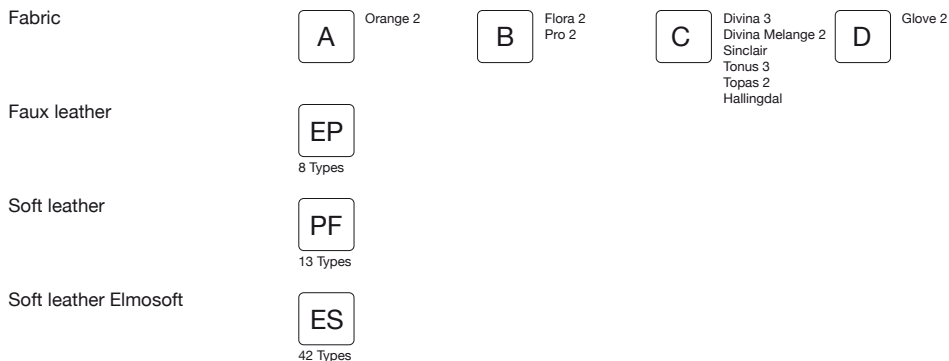 Fabric
A
Orange 2
B
Flora 2
Pro 2
C
Divina 3
Divina Melange 2
Sinclair
Tonus 3
Topas 2
Hallingdal
D
Glove 2
Faux leather
EP
8 Types
Soft leather
PF
13 Types
Soft leather Elmosoft
ES
42 Types